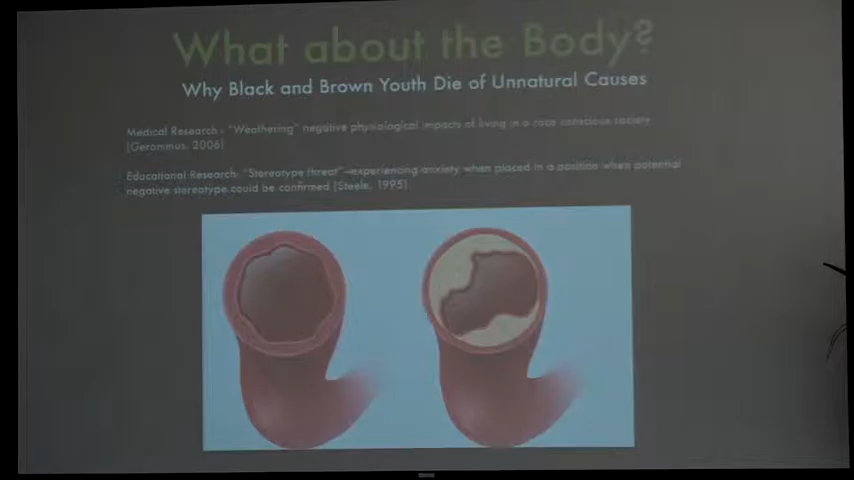 What about the Body?
Why Black and Brown Youth Die of Unnatural Causes
Medical Research - "Weathering" negative physiological impacts of living in a race conscious society
(Geronimus, 2006)
Educational Research- "Stereotype threat"-experiencing anxiety when placed in a position when potential
negative stereotype could be confirmed (Steele, 1995)